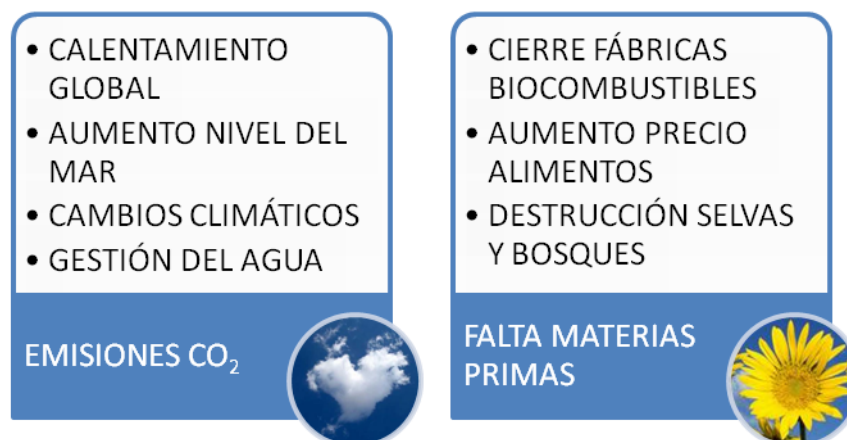 • CALENTAMIENTO
GLOBAL
• AUMENTO NIVEL DEL
MAR
• CAMBIOS CLIMÁTICOS
• GESTIÓN DEL AGUA
EMISIONES CO₂
• CIERRE FÁBRICAS
BIOCOMBUSTIBLES
• AUMENTO PRECIO
ALIMENTOS
• DESTRUCCIÓN SELVAS
Y BOSQUES
FALTA MATERIAS
PRIMAS